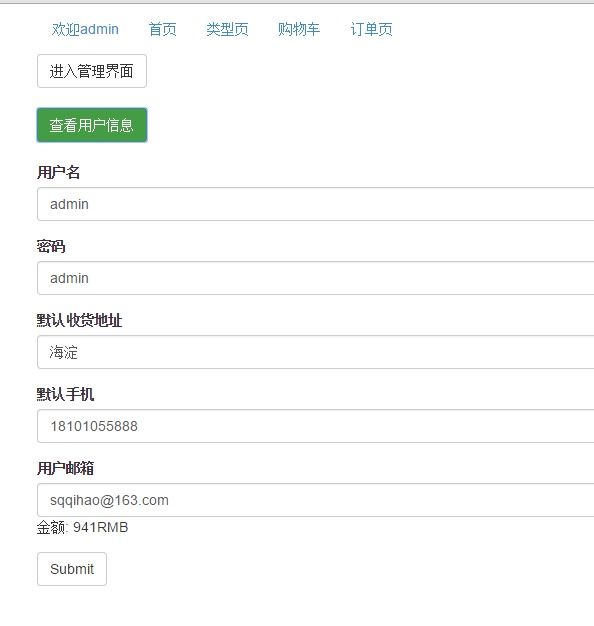 欢迎admin 首页 类型页 购物车 订单页
进入管理界面
查看用户信息
用户名
admin
密码
admin
默认收货地址
海淀
默认手机
18101055888
用户邮箱
sqqihao@163.com
金额: 941RMB
Submit